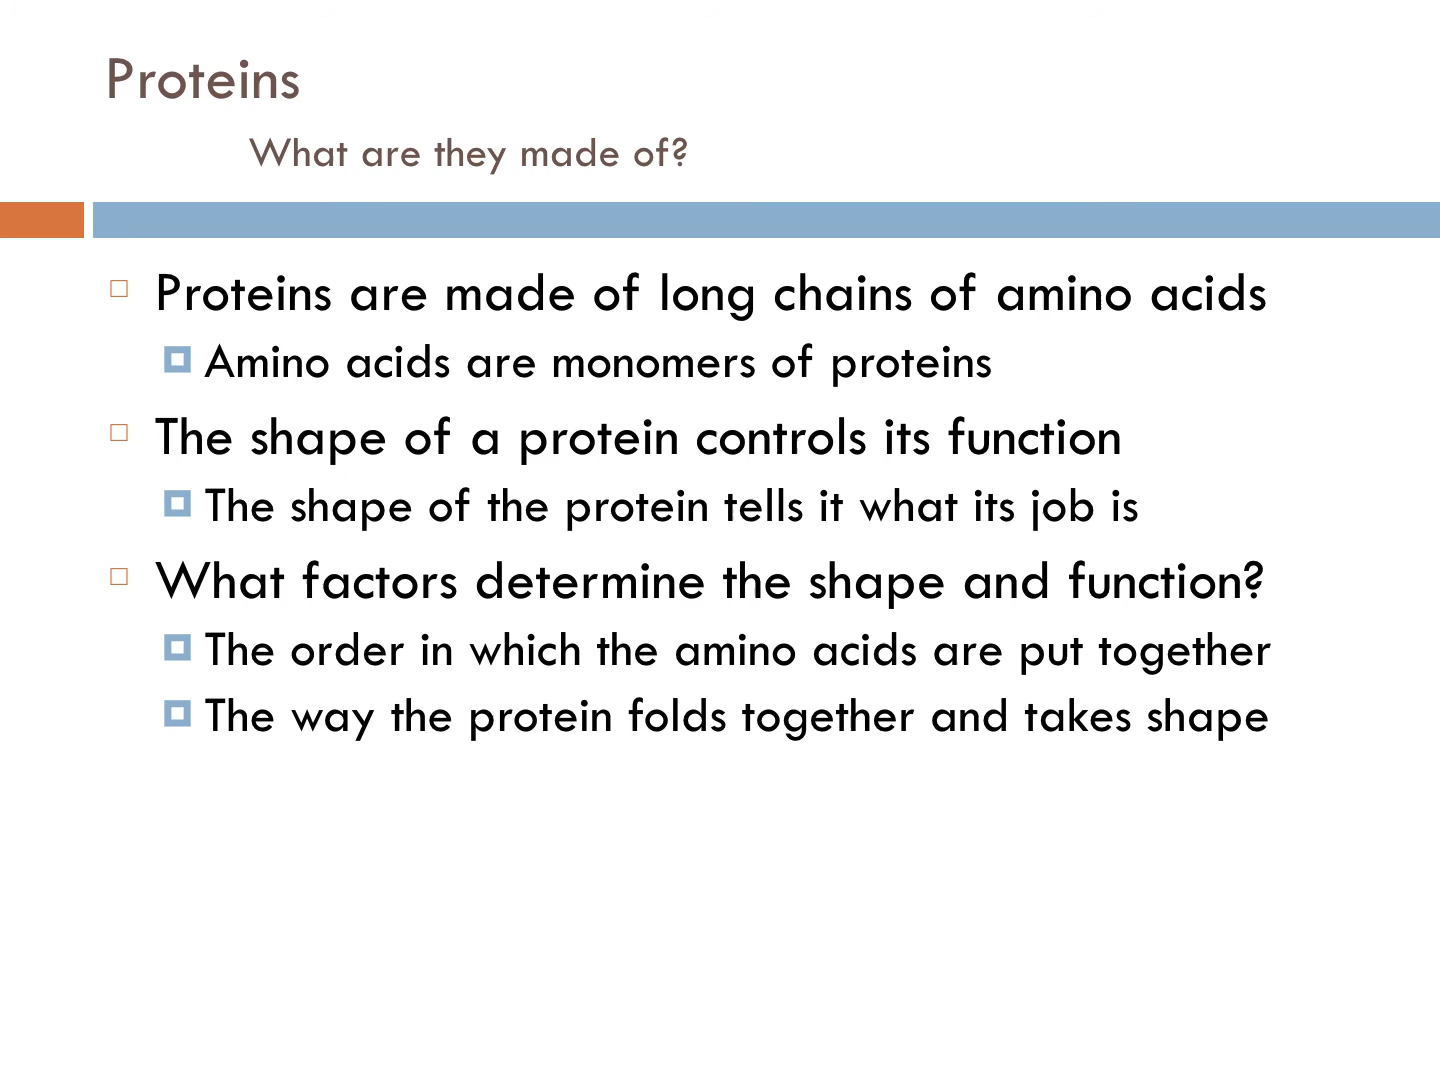 Proteins
What are they made of?
Proteins are made of long chains of amino acids
Amino acids are monomers of proteins
The shape of a protein controls its function
The shape of the protein tells it what its job is
What factors determine the shape and function?
The order in which the amino acids are put together
The way the protein folds together and takes shape